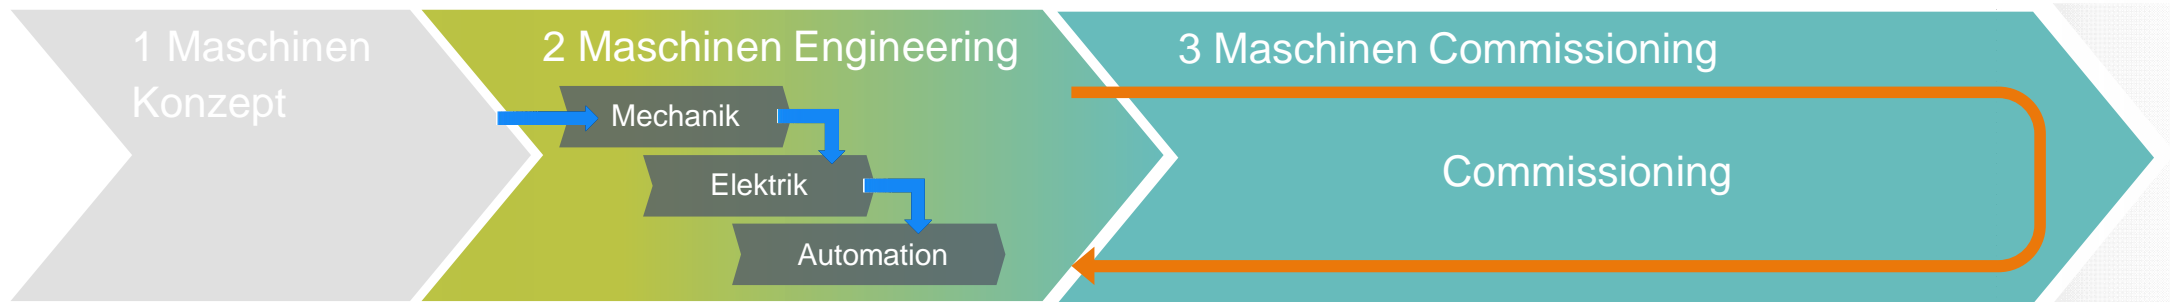 1 Maschinen
Konzept
2 Maschinen Engineering
Mechanik
Elektrik
Automation
3 Maschinen Commissioning
Commissioning